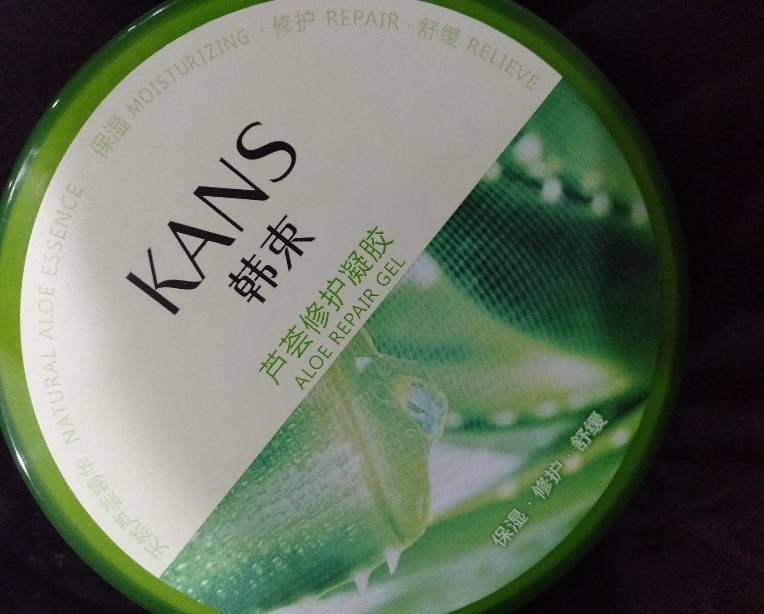 天然芦荟精华 NATURAL ALOE ESSENCE 保湿 MOISTURIZING · 修护 REPAIR · 舒缓 RELIEVE
KANS
韩束
芦荟修护凝胶
ALOE REPAIR GEL
保湿 · 修护 · 舒缓